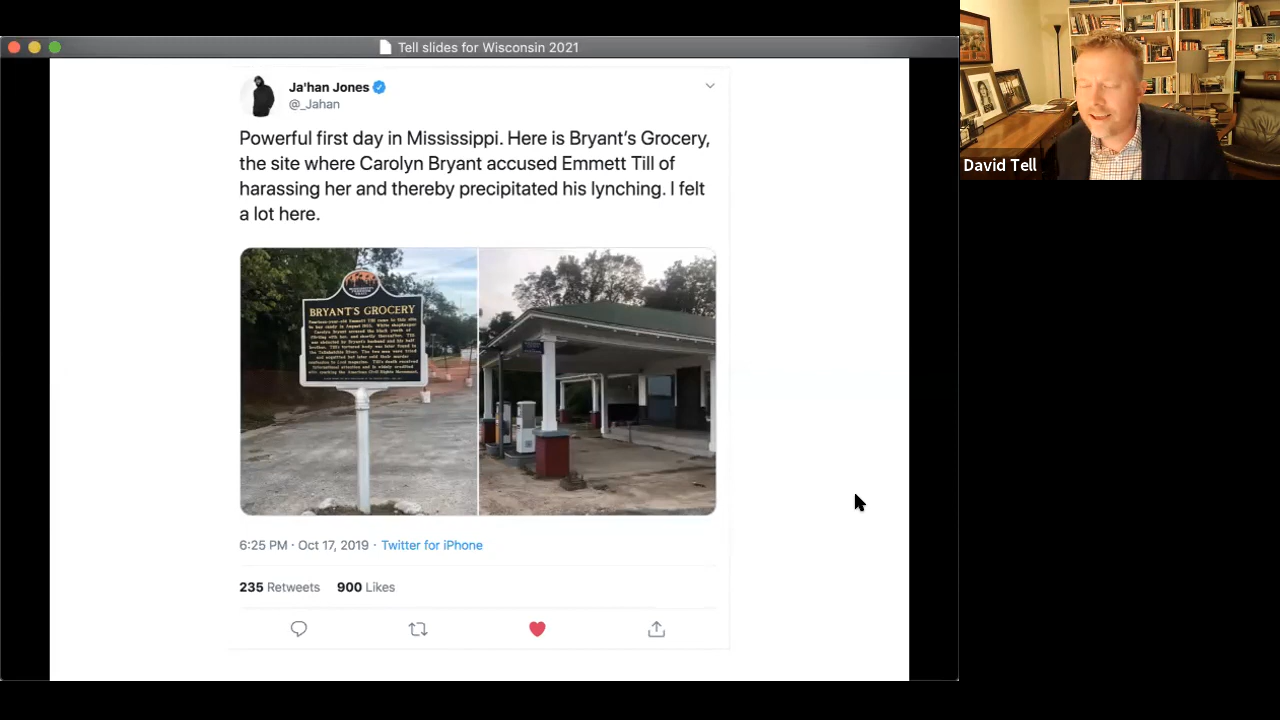 Tell slides for Wisconsin 2021
Ja'han Jones
@_Jahan
Powerful first day in Mississippi. Here is Bryant's Grocery,
the site where Carolyn Bryant accused Emmett Till of
harassing her and thereby precipitated his lynching. I felt
a lot here.
BRYANT'S GROCERY
6:25 PM · Oct 17, 2019 · Twitter for iPhone
235 Retweets 900 Likes
David Tell